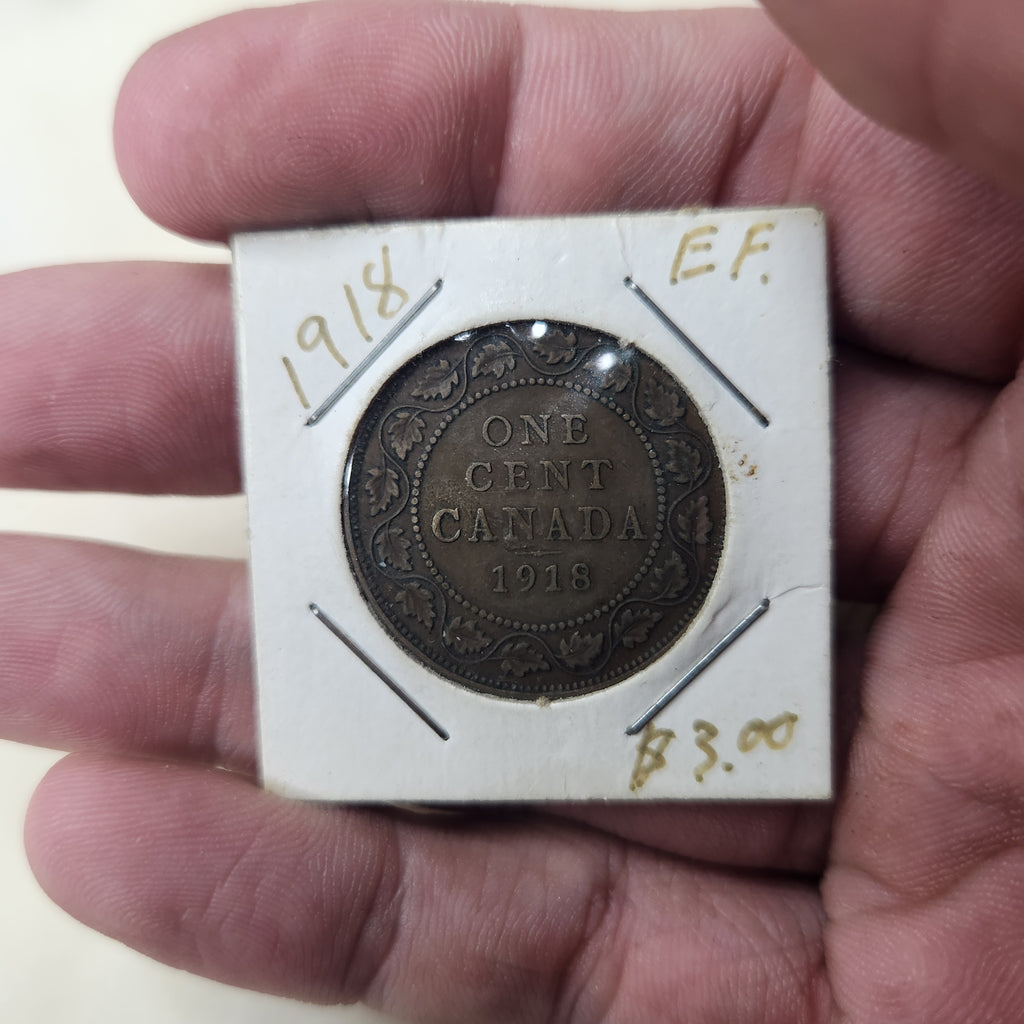 1918
E F.
ONE
CENT
CANADA
1918
$3.00